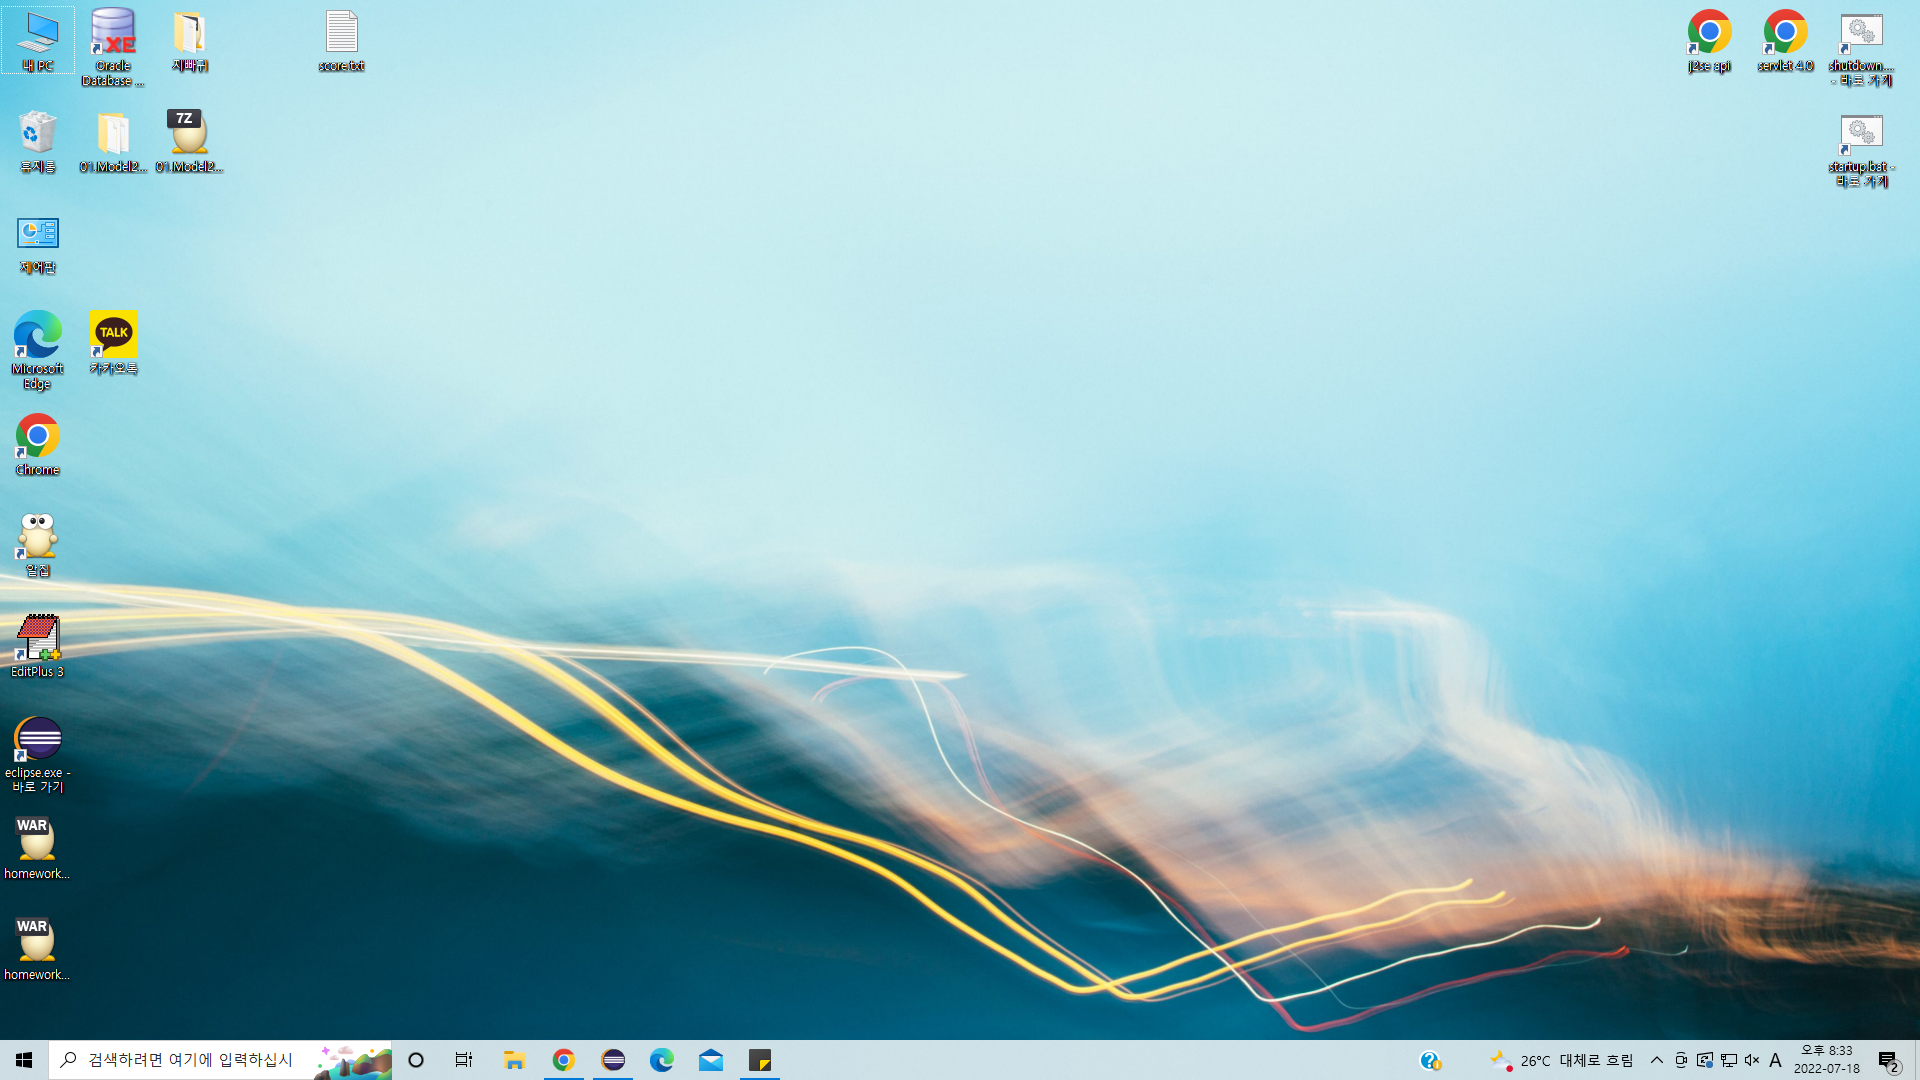 내 PC
Oracle
Database ...
지빠귀
score.txt
j2se api
servlet 4.0
shutdown....
- 바로 가기
휴지통
01.Model2...
7Z
01.Model2...
startup.bat -
바로 가기
제어판
Microsoft
Edge
TALK
카카오톡
Chrome
알집
EditPlus 3
eclipse.exe -
바로 가기
WAR
homework...
WAR
homework...
검색하려면 여기에 입력하십시
26°C 대체로 흐림
A
오후 8:33
2022-07-18
2